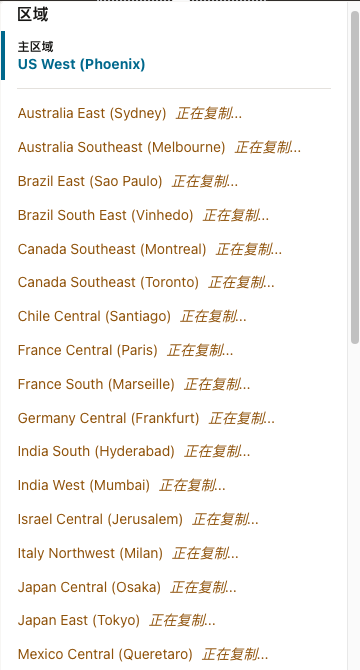 区域
主区域
US West (Phoenix)
Australia East (Sydney) 正在复制...
Australia Southeast (Melbourne) 正在复制...
Brazil East (Sao Paulo) 正在复制...
Brazil South East (Vinhedo) 正在复制...
Canada Southeast (Montreal) 正在复制...
Canada Southeast (Toronto) 正在复制...
Chile Central (Santiago) 正在复制...
France Central (Paris) 正在复制...
France South (Marseille) 正在复制...
Germany Central (Frankfurt) 正在复制...
India South (Hyderabad) 正在复制...
India West (Mumbai) 正在复制...
Israel Central (Jerusalem) 正在复制...
Italy Northwest (Milan) 正在复制...
Japan Central (Osaka) 正在复制...
Japan East (Tokyo) 正在复制...
Mexico Central (Queretaro) 正在复制...